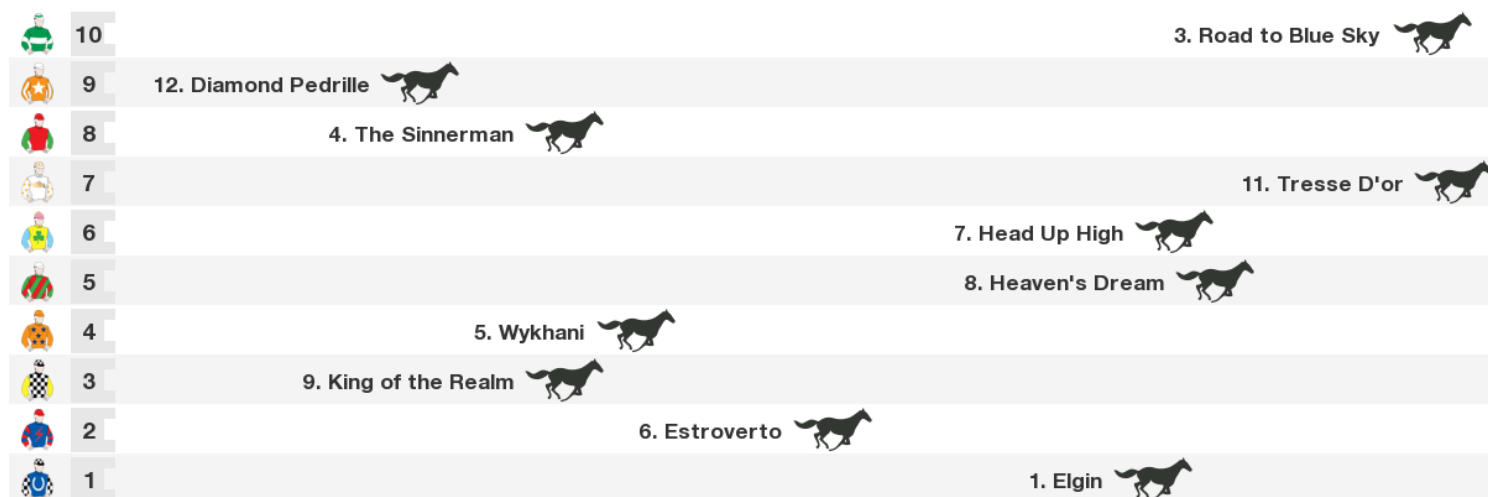 10 3. Road to Blue Sky
9 12. Diamond Pedrille
8 4. The Sinnerman
7 11. Tresse D'or
6 7. Head Up High
5 8. Heaven's Dream
4 5. Wykhani
3 9. King of the Realm
2 6. Estroverto
1 1. Elgin